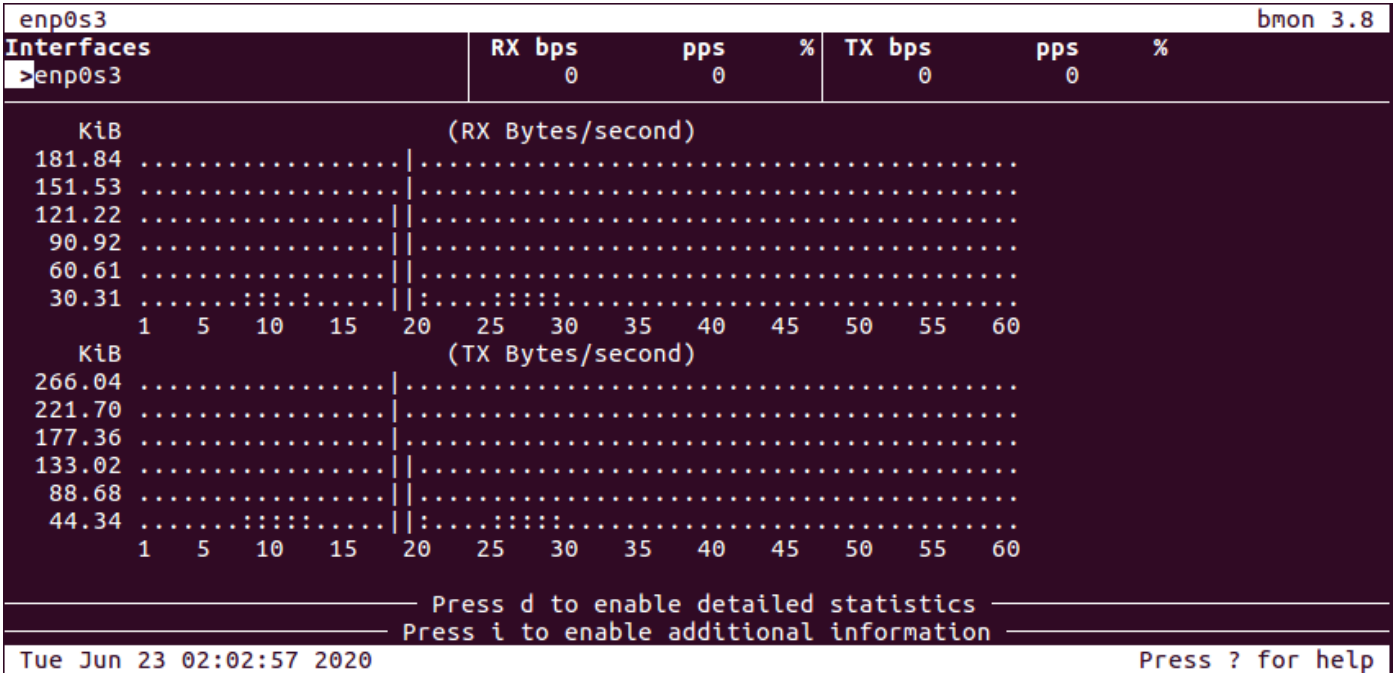 enp0s3 bmon 3.8
Interfaces RX bps pps % TX bps pps %
>enp0s3 0 0 0 0
KiB (RX Bytes/second)
181.84 ..................|.........................................
151.53 ..................|.........................................
121.22 .................||.........................................
90.92 .................||.........................................
60.61 .................||.........................................
30.31 .......:::.:.....||:....:::::...............................
1 5 10 15 20 25 30 35 40 45 50 55 60
KiB (TX Bytes/second)
266.04 .................|..........................................
221.70 .................|..........................................
177.36 .................|..........................................
133.02 .................||.........................................
88.68 .................||.........................................
44.34 .......:::::.....||:....:::::...............................
1 5 10 15 20 25 30 35 40 45 50 55 60
Press d to enable detailed statistics
Press i to enable additional information
Tue Jun 23 02:02:57 2020 Press ? for help